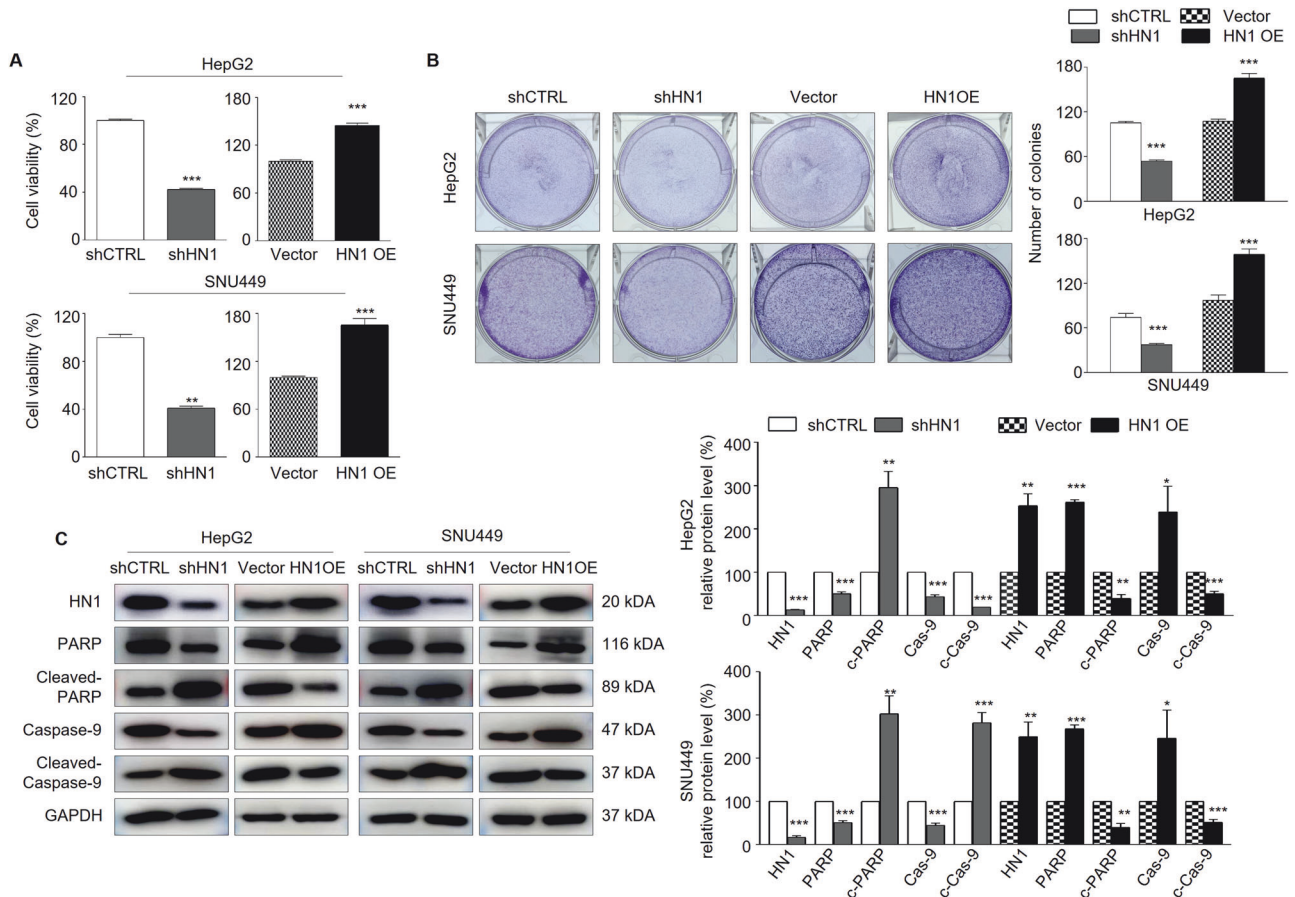 A
HepG2
Cell viability (%)
120
80
40
0
***
shCTRL shHN1
180
120
60
0
***
Vector HN1 OE
SNU449
Cell viability (%)
120
80
40
0
**
shCTRL shHN1
180
120
60
0
***
Vector HN1 OE
B
shCTRL shHN1 Vector HN1OE
HepG2
SNU449
shCTRL Vector
shHN1 HN1 OE
Number of colonies
180
120
60
0
***
***
HepG2
180
120
60
0
***
***
SNU449
C
HepG2 SNU449
shCTRL shHN1 Vector HN1OE shCTRL shHN1 Vector HN1OE
HN1 20 kDA
PARP 116 kDA
Cleaved-
PARP 89 kDA
Caspase-9 47 kDA
Cleaved-
Caspase-9 37 kDA
GAPDH 37 kDA
shCTRL shHN1 Vector HN1 OE
HepG2
relative protein level (%)
400
300
200
100
0
*** *** ** *** *** ** *** ** * ***
HN1 PARP c-PARP Cas-9 c-Cas-9 HN1 PARP c-PARP Cas-9 c-Cas-9
SNU449
relative protein level (%)
400
300
200
100
0
*** *** ** *** *** ** *** ** * ***
HN1 PARP c-PARP Cas-9 c-Cas-9 HN1 PARP c-PARP Cas-9 c-Cas-9